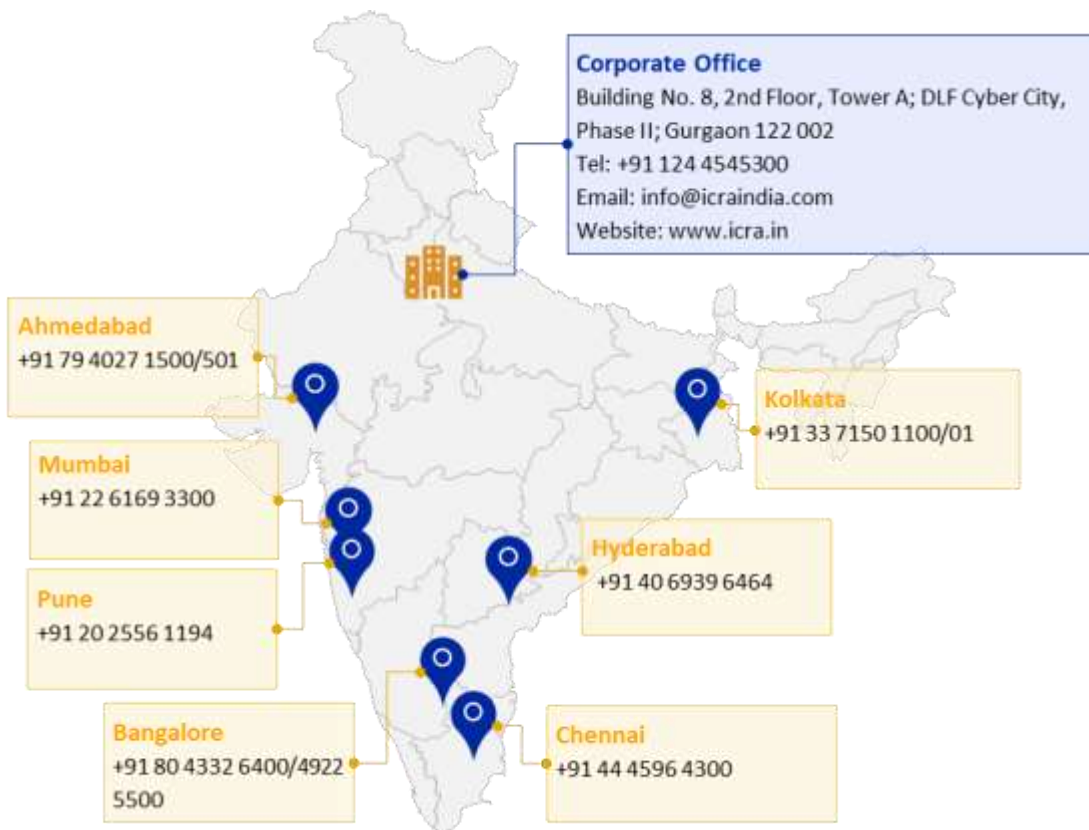 Corporate Office
Building No. 8, 2nd Floor, Tower A; DLF Cyber City,
Phase II; Gurgaon 122 002
Tel: +91 124 4545300
Email: info@icraindia.com
Website: www.icra.in
Ahmedabad
+91 79 4027 1500/501
Kolkata
+91 33 7150 1100/01
Mumbai
+91 22 6169 3300
Hyderabad
+91 40 6939 6464
Pune
+91 20 2556 1194
Bangalore
+91 80 4332 6400/4922
5500
Chennai
+91 44 4596 4300